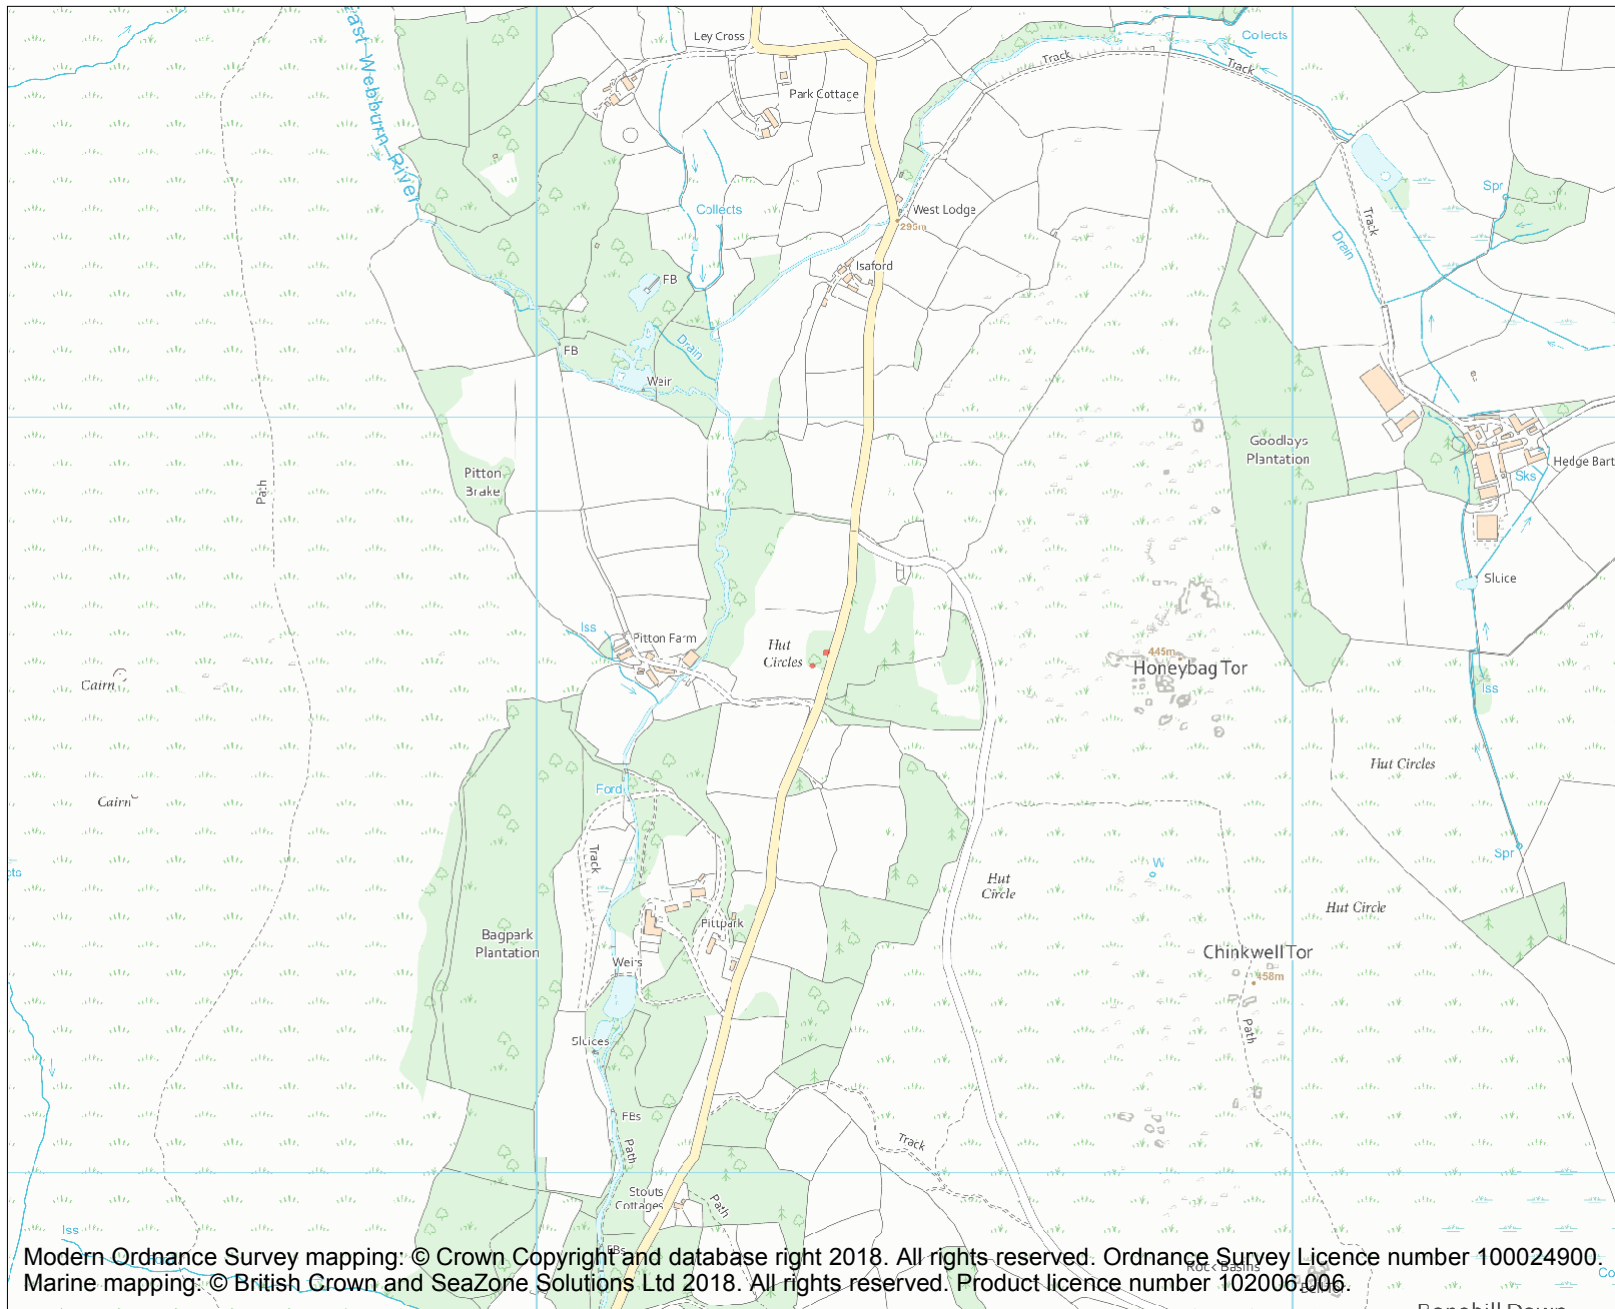 East Webburn River
Ley Cross
Collects
Track
Track
Park Cottage
Spr
Collects
West Lodge
295m
Track
Drain
Isaford
FB
Drain
FB
Weir
Goodlays
Plantation
Hedge Bart
Pitton
Brake
Path
Sks
Sluice
Iss
Pitton Farm
Hut
Circles
445m
Honeybag Tor
Cairn
Iss
Hut Circles
Ford
Cairn
Track
Spr
W
Hut
Circle
Hut Circle
Pittpark
Bagpark
Plantation
Weirs
Chinkwell Tor
458m
Path
Sluices
FBs
Path
Track
Stouts
Cottages
Path
Iss
FBs
Modern Ordnance Survey mapping: © Crown Copyright and database right 2018. All rights reserved. Ordnance Survey Licence number 100024900.
Rock Basins
Marine mapping: © British Crown and SeaZone Solutions Ltd 2018. All rights reserved. Product licence number 102006.006.
Bell Tor
Co